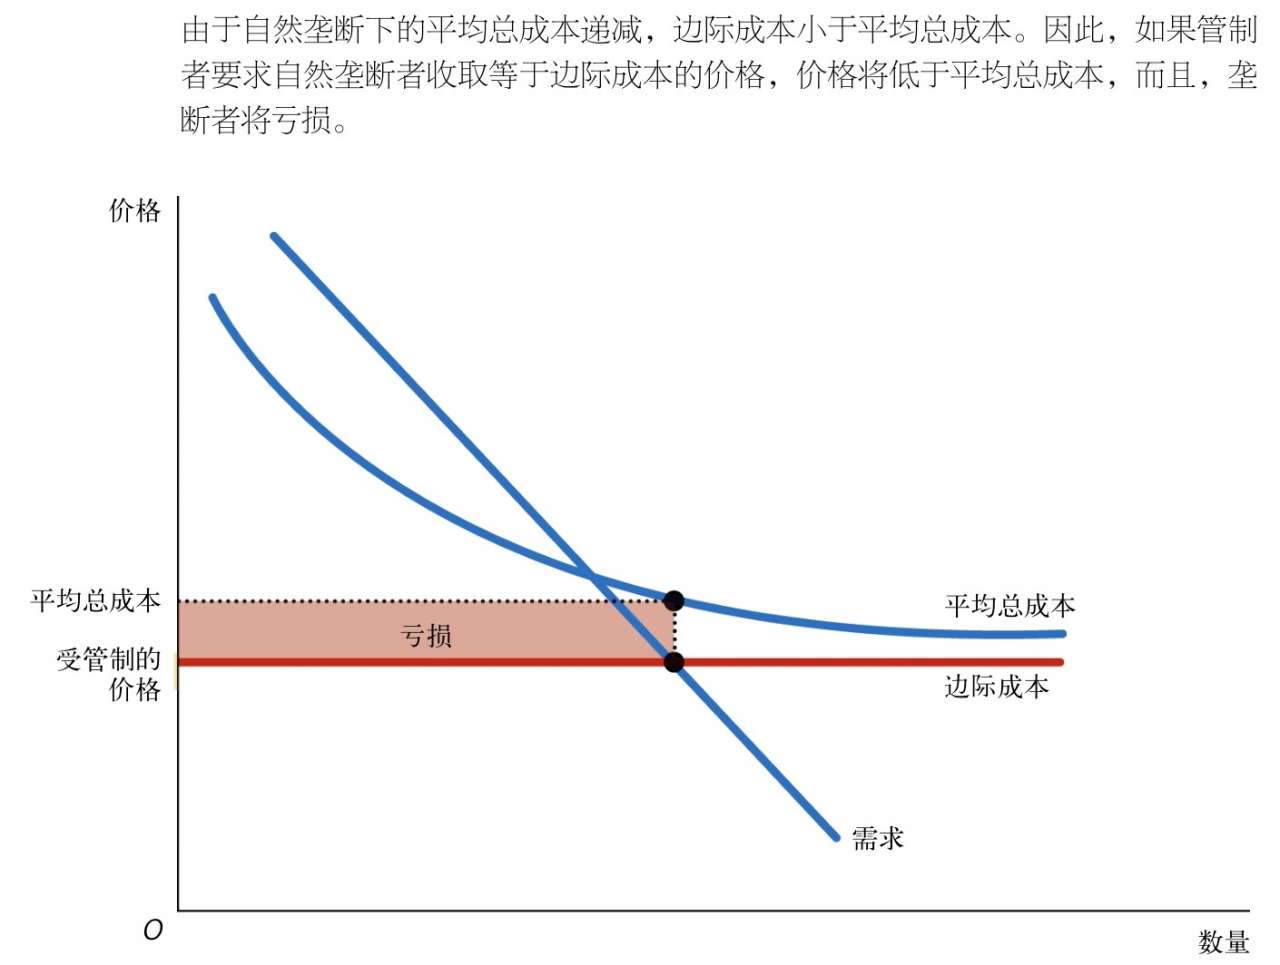 由于自然垄断下的平均总成本递减，边际成本小于平均总成本。因此，如果管制
者要求自然垄断者收取等于边际成本的价格，价格将低于平均总成本，而且，垄
断者将亏损。
价格
平均总成本
平均总成本
亏损
受管制的
价格
边际成本
需求
O
数量